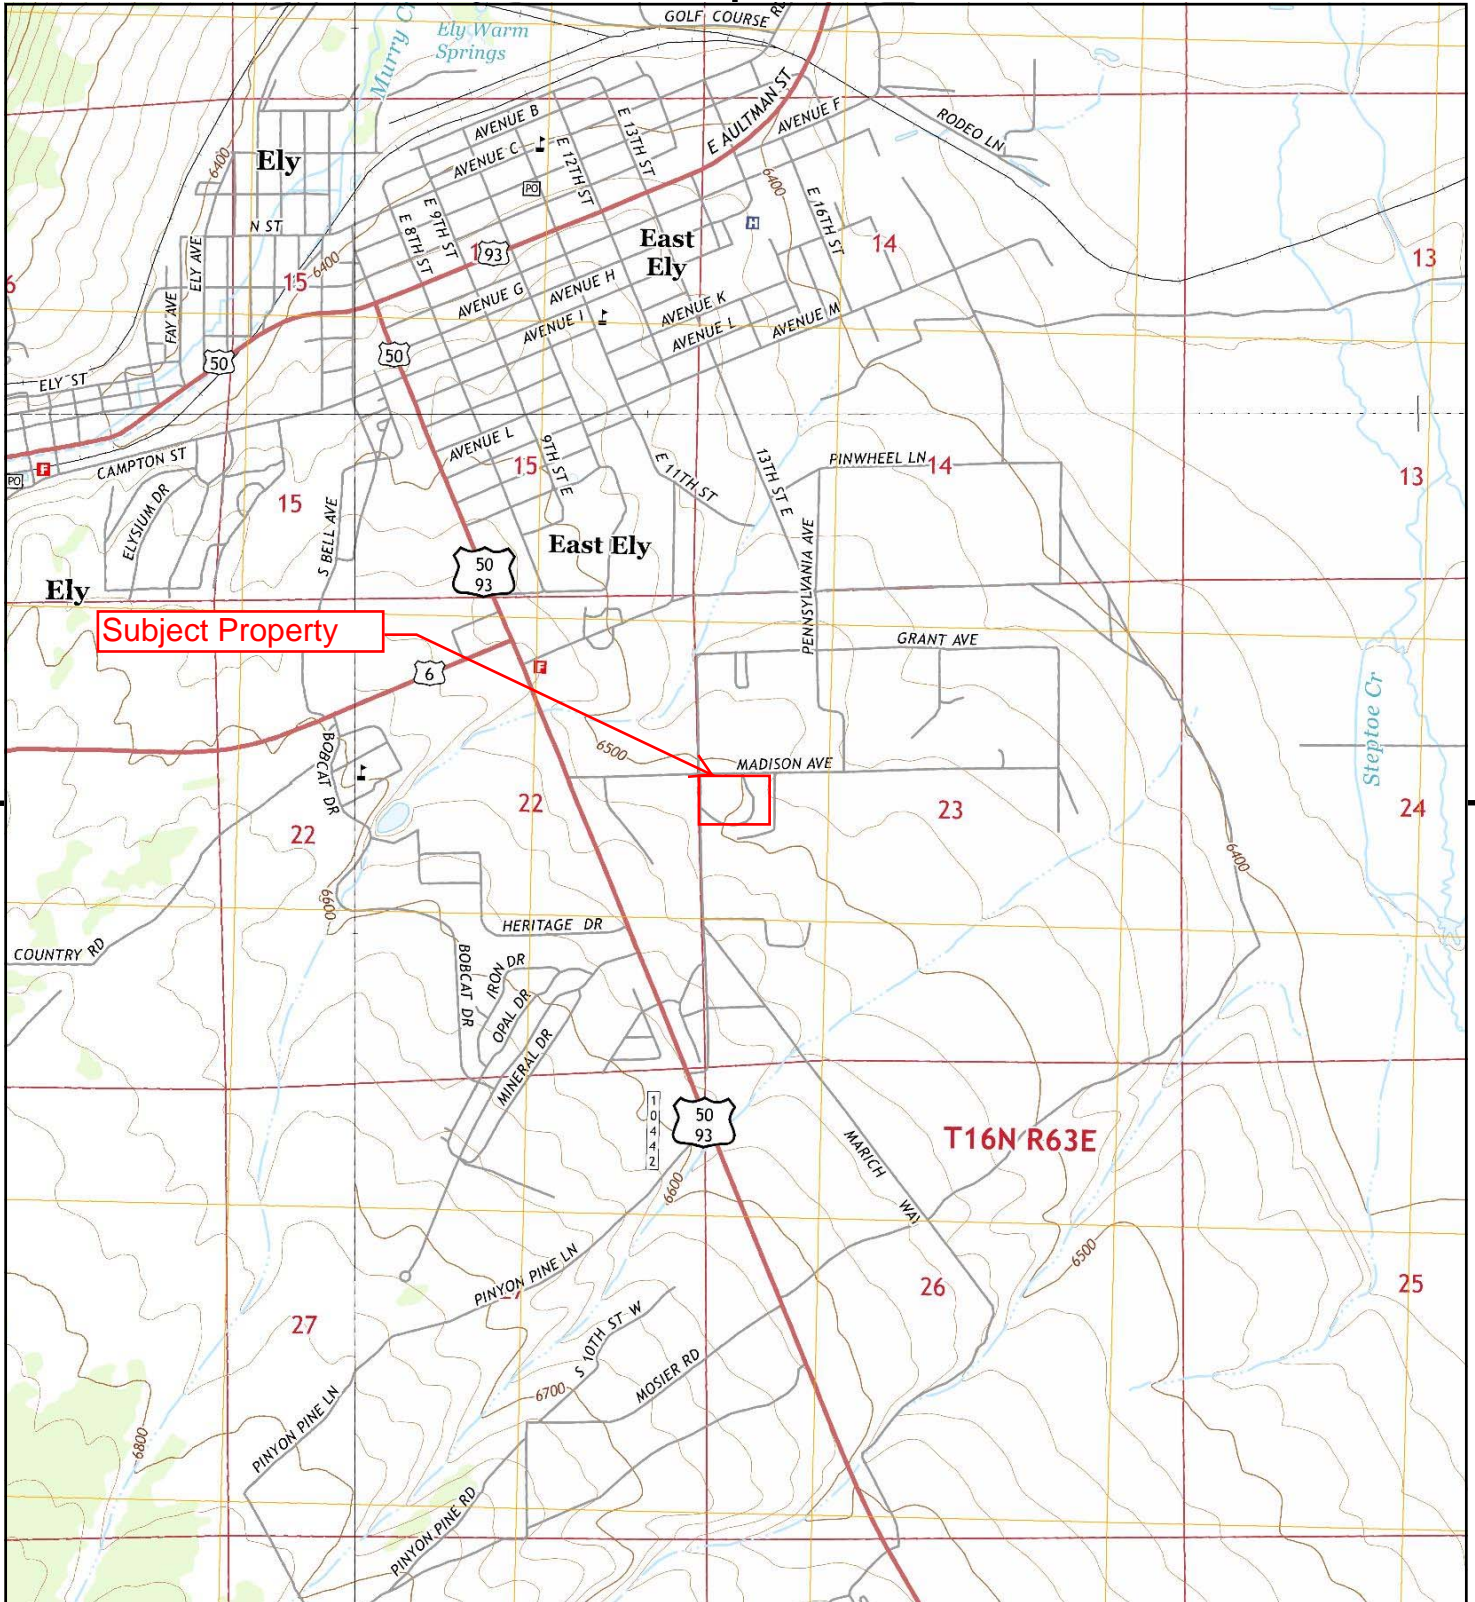 GOLF COURSE RD
Ely Warm
Springs
Murry C
E AULTMAN ST
AVENUE F
RODEO LN
AVENUE B
AVENUE C
E 13TH ST
E 12TH ST
PO
6400
Ely
6400
E 16TH ST
H
E 9TH ST
E 8TH ST
N ST
93
East
Ely
14
13
ELY AVE
15
6400
6
AVENUE H
AVENUE G
AVENUE K
AVENUE I
AVENUE L
AVENUE M
FAY AVE
50
50
ELY ST
AVENUE L
9TH ST E
15
E 11TH ST
13TH ST E
PINWHEEL LN
14
13
CAMPTON ST
F
PO
ELYSIUM DR
15
S BELL AVE
PENNSYLVANIA AVE
East Ely
50
93
Ely
Subject Property
GRANT AVE
6
F
Steptoe Cr
6500
MADISON AVE
BOBCAT DR
22
22
23
24
6400
6600
HERITAGE DR
COUNTRY RD
BOBCAT DR
IRON DR
OPAL DR
MINERAL DR
10442
50
93
MARICH
WAY
T16N R63E
6600
6500
PINYON PINE LN
26
25
27
S 10TH ST W
MOSIER RD
6700
PINYON PINE LN
6800
PINYON PINE RD